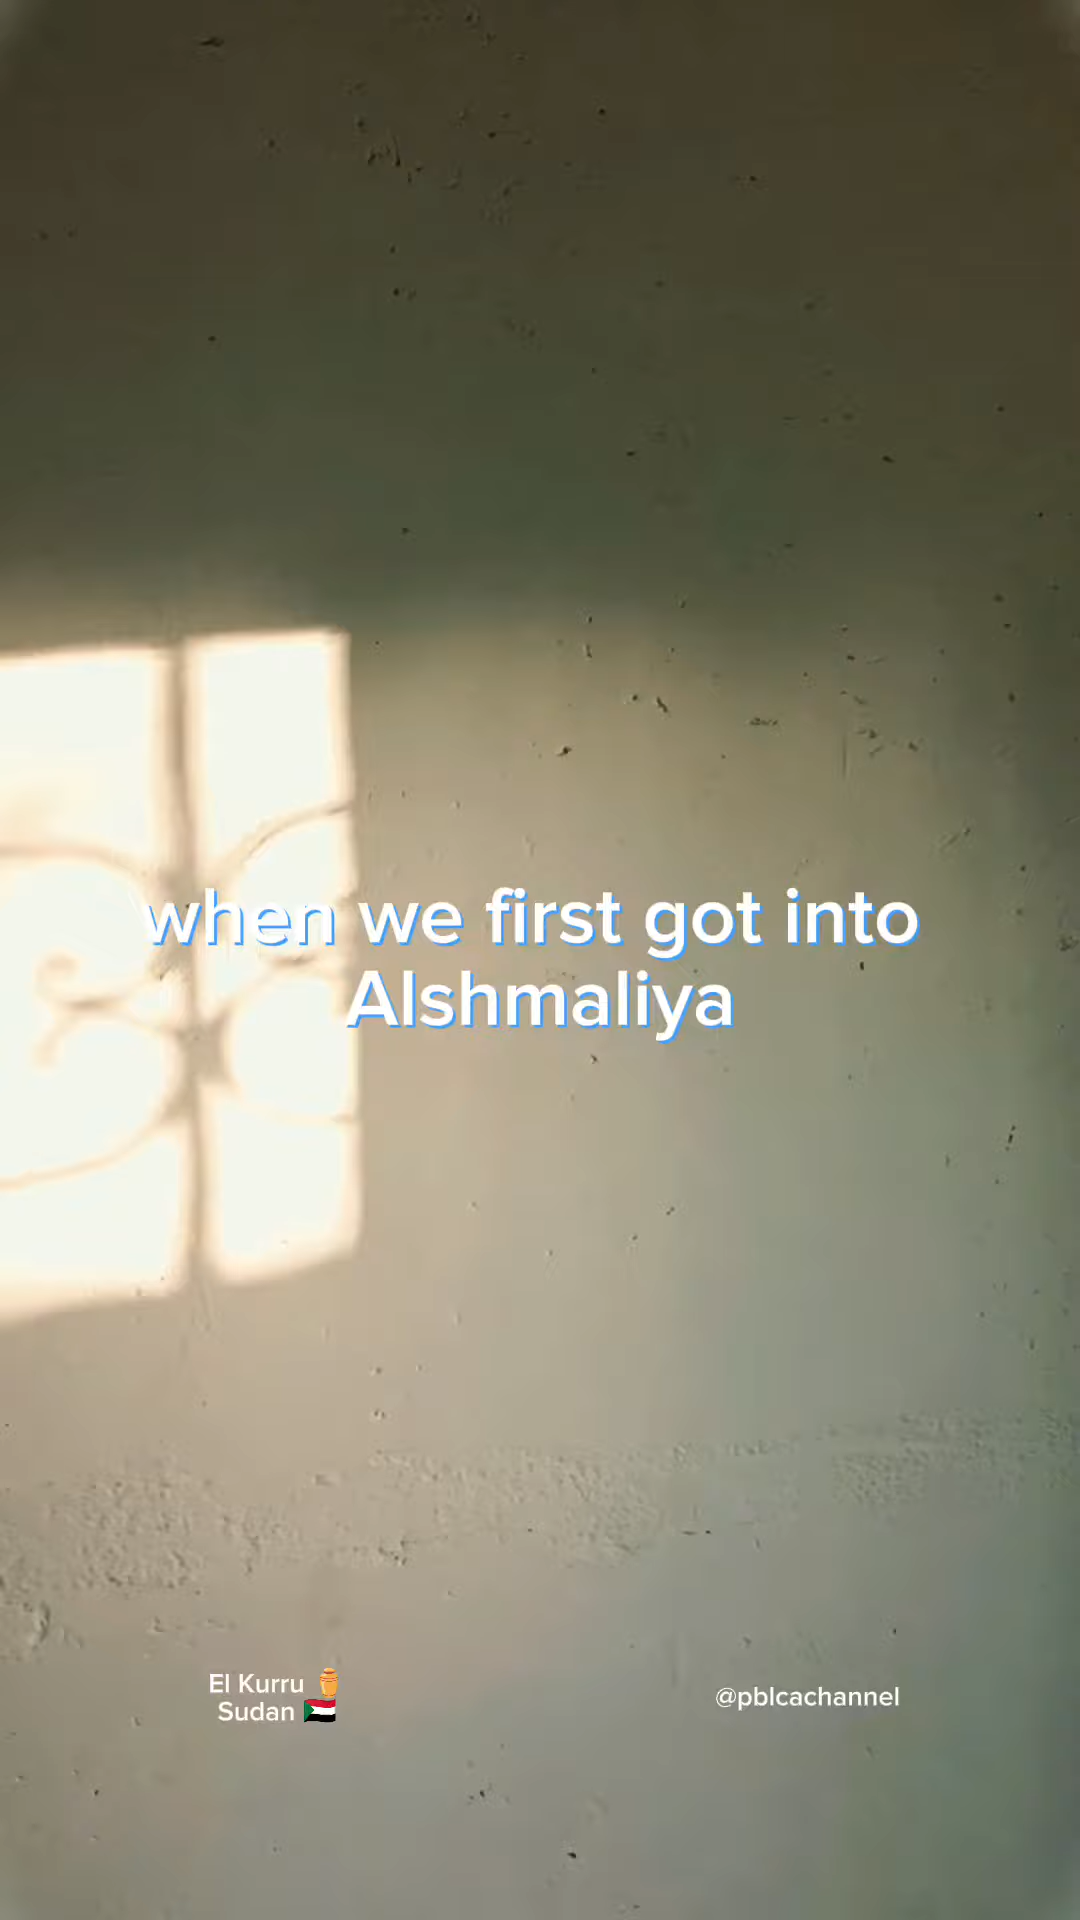 when we first got into
Alshmaliya
El Kurru
Sudan
@pblcachannel